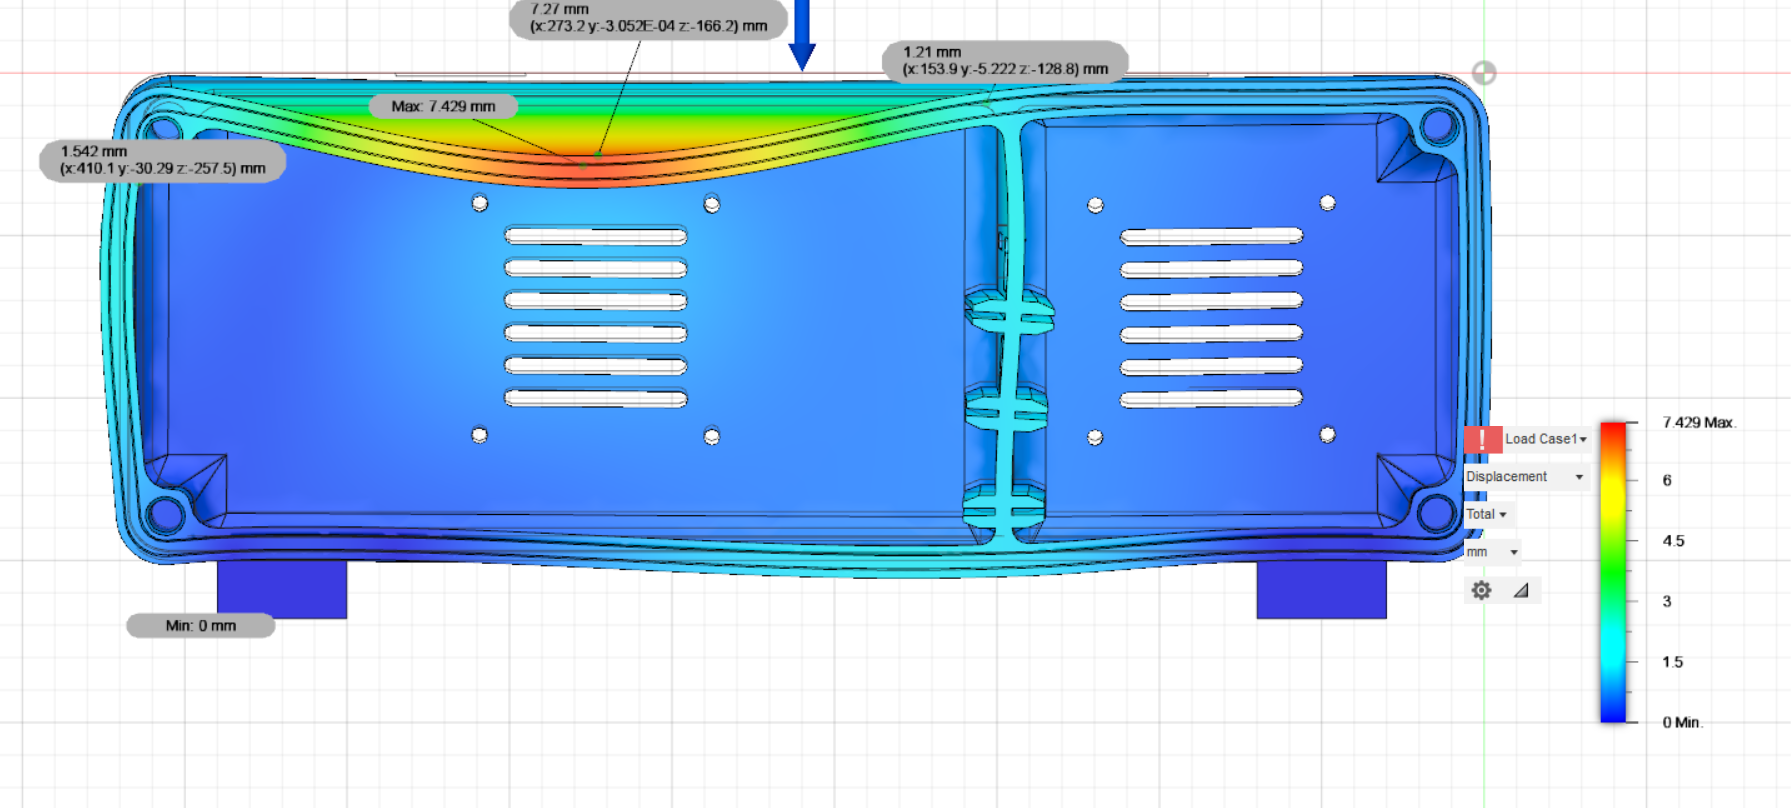 7.27 mm
(x:273.2 y:-3.052E-04 z:-166.2) mm
1.21 mm
(x:153.9 y:-5.222 z:-128.8) mm
Max: 7.429 mm
1.542 mm
(x:410.1 y:-30.29 z:-257.5) mm
Min: 0 mm
! Load Case1
Displacement
Total
mm
7.429 Max.
6
4.5
3
1.5
0 Min.